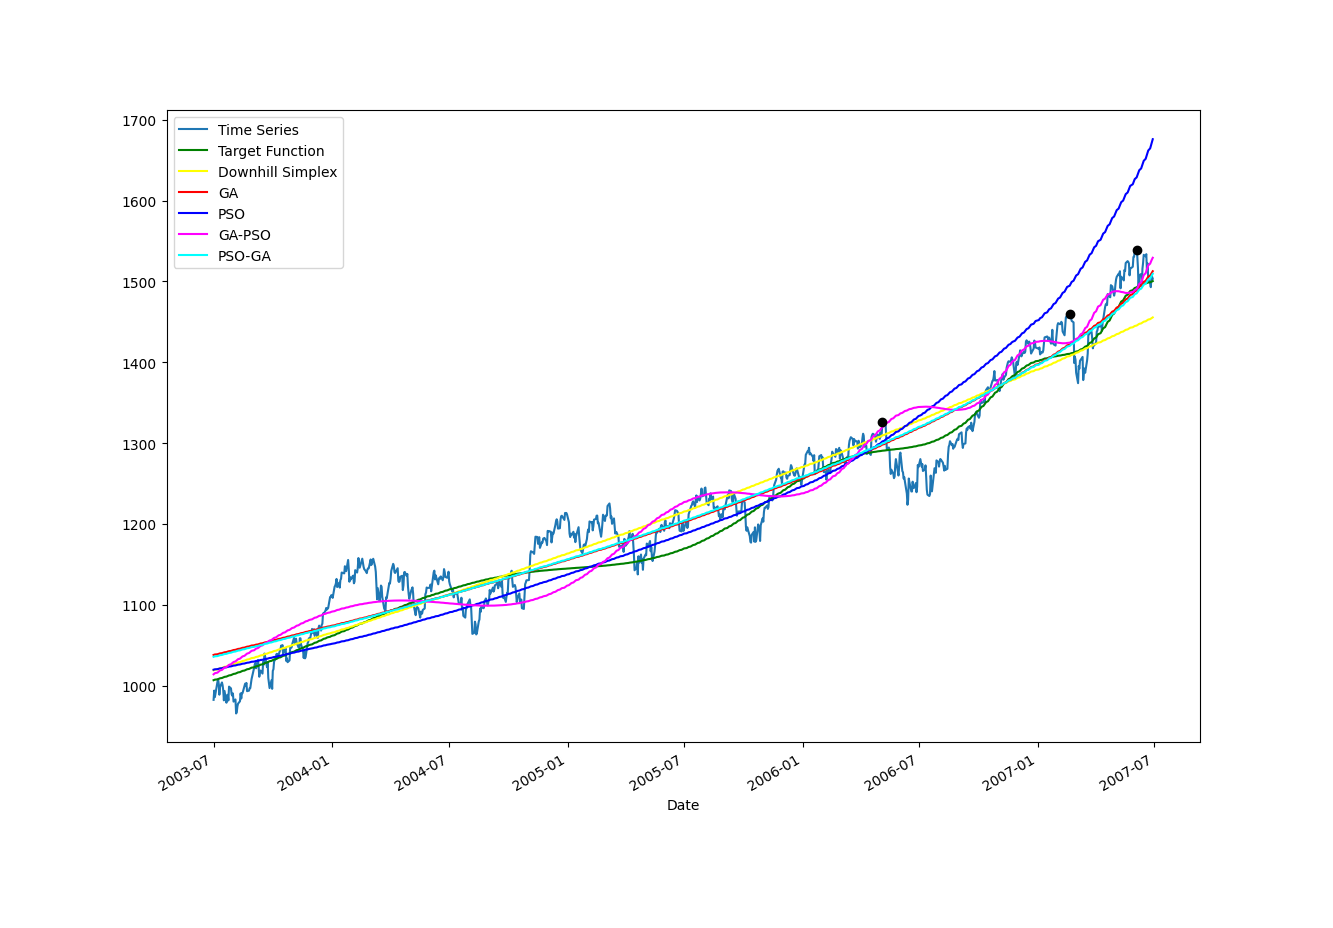 1700
1600
1500
1400
1300
1200
1100
1000
Time Series
Target Function
Downhill Simplex
GA
PSO
GA-PSO
PSO-GA
2003-07
2004-01
2004-07
2005-01
2005-07
2006-01
2006-07
2007-01
2007-07
Date